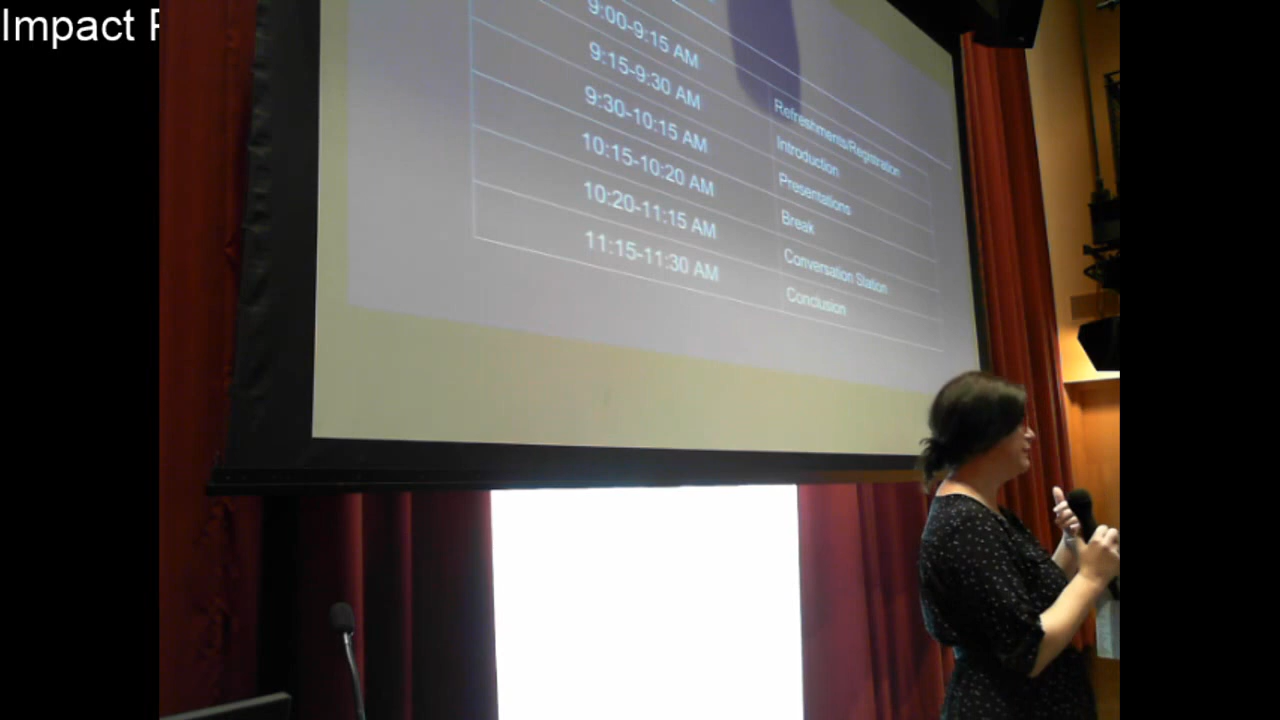 Impact
9:00-9:15 AM Refreshments/Registration
9:15-9:30 AM Introduction
9:30-10:15 AM Presentations
10:15-10:20 AM Break
10:20-11:15 AM Conversation Station
11:15-11:30 AM Conclusion